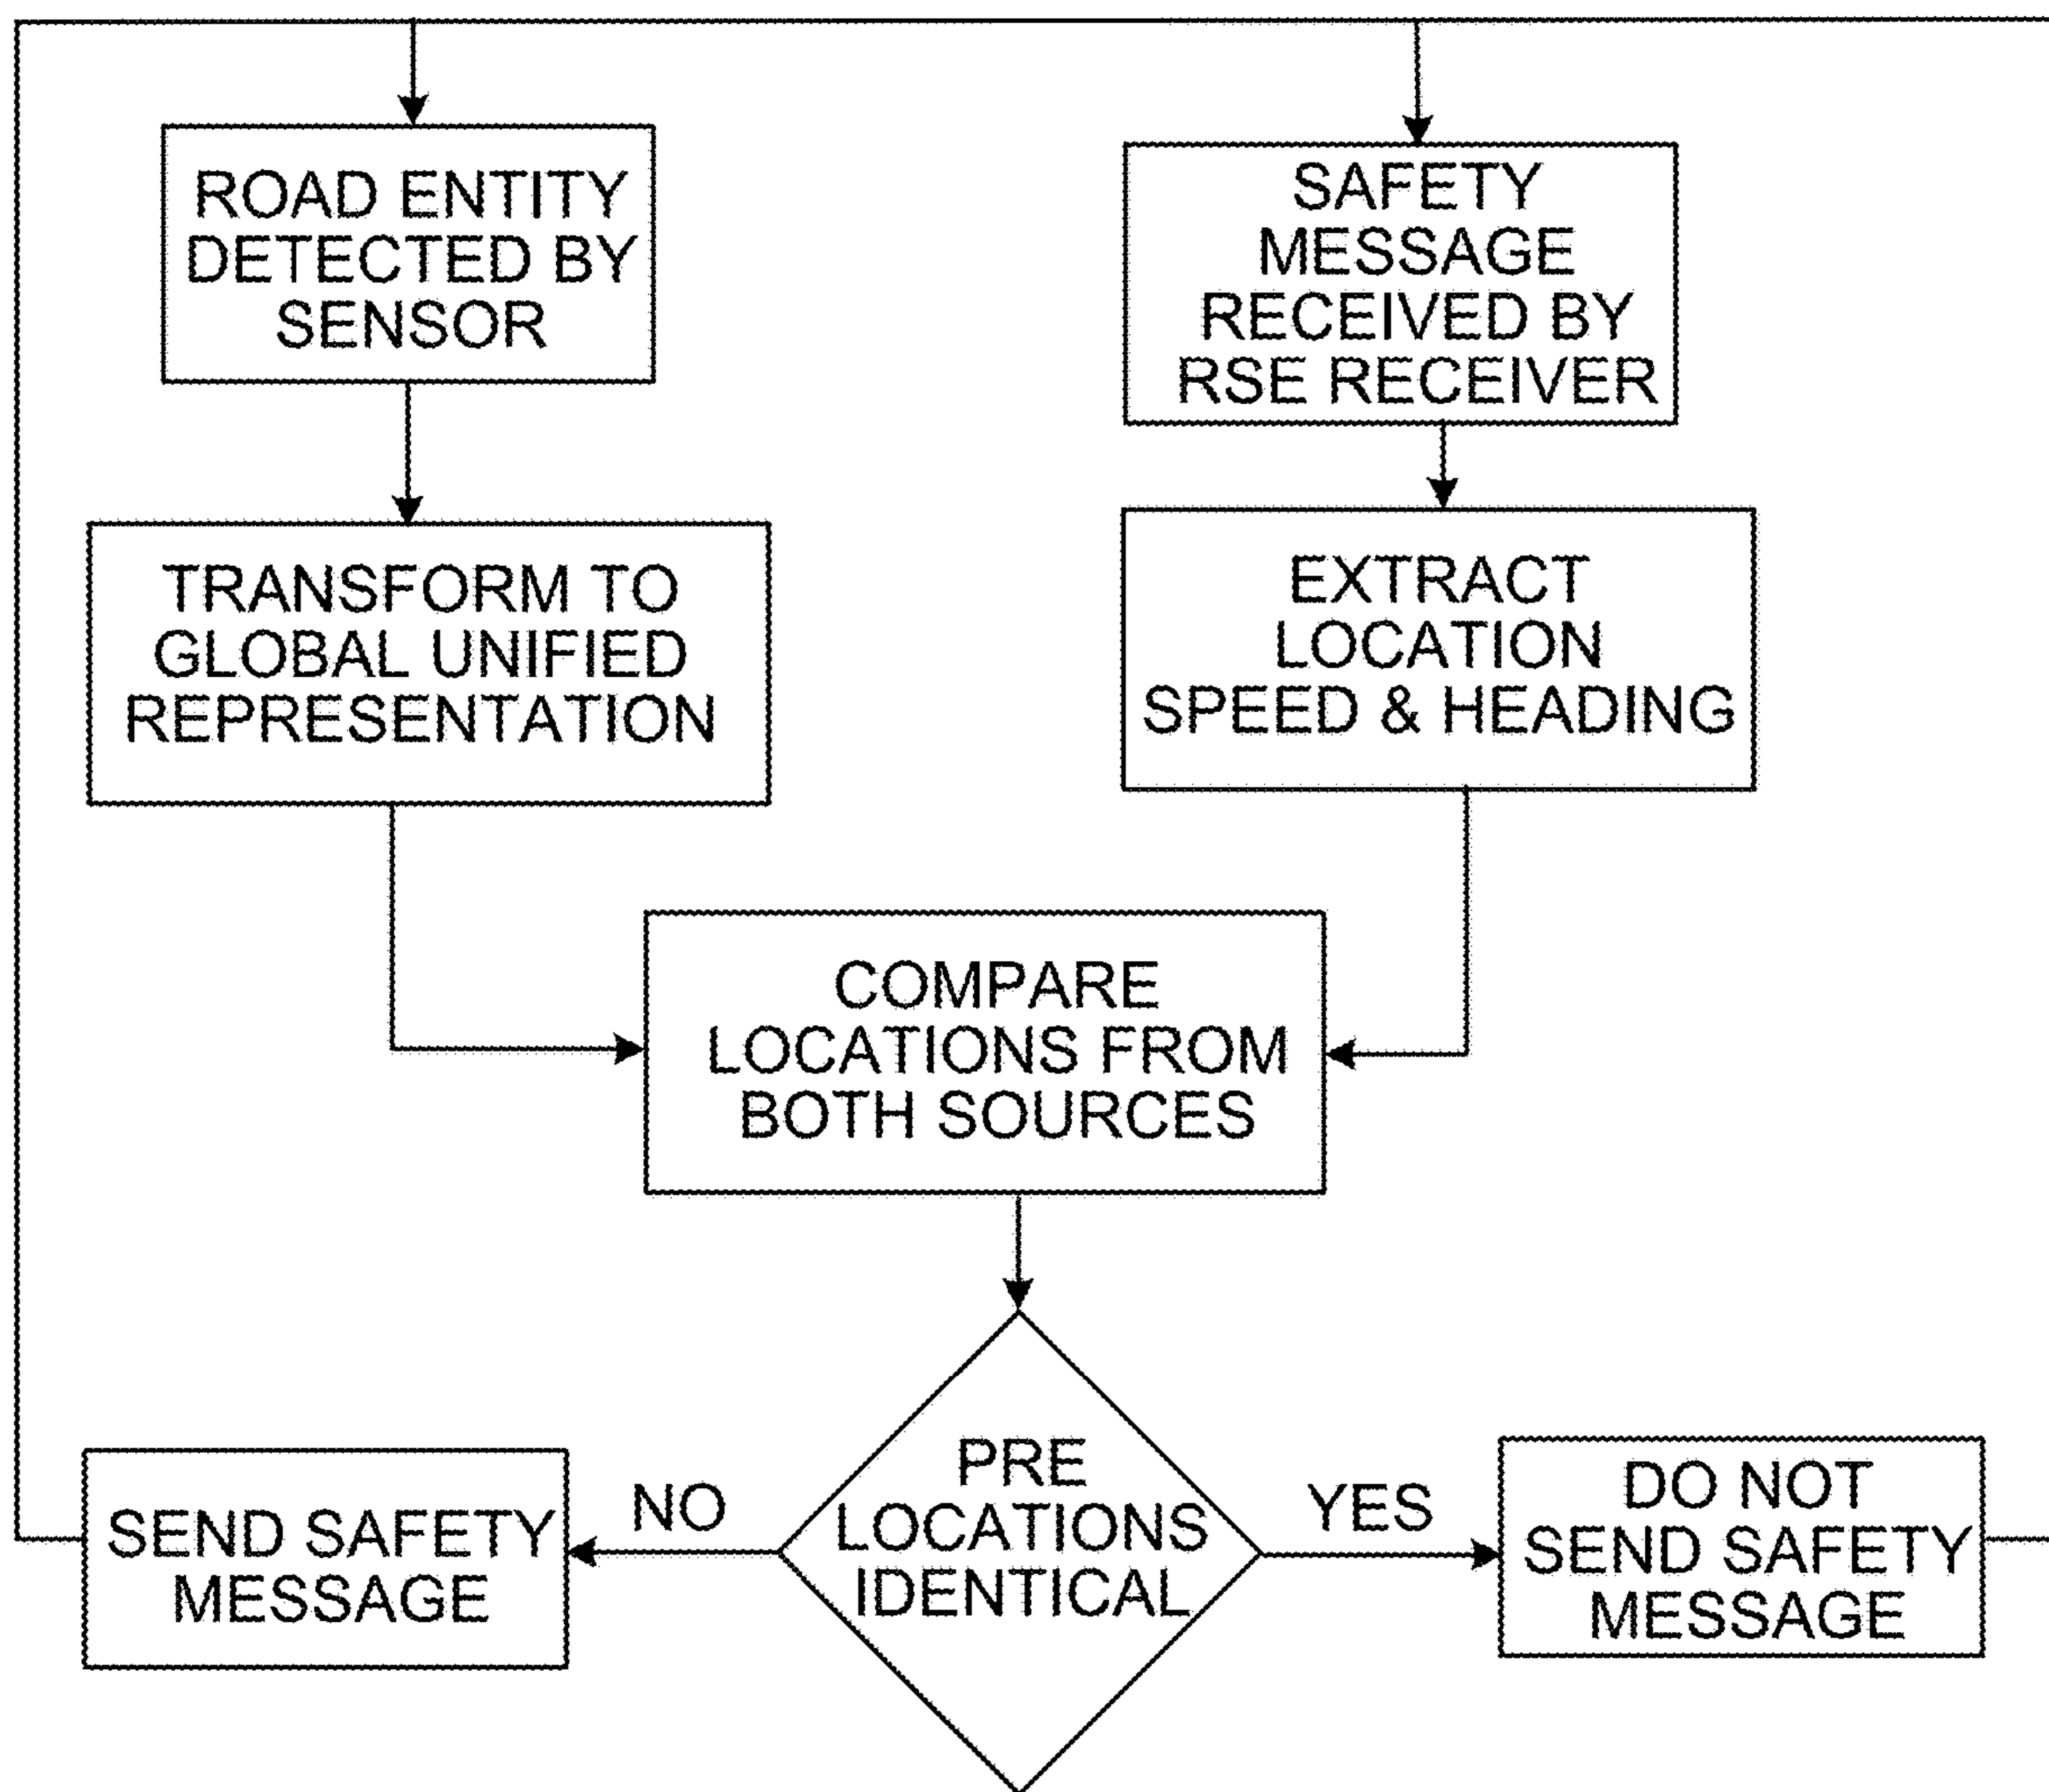 ROAD ENTITY
DETECTED BY
SENSOR
SAFETY
MESSAGE
RECEIVED BY
RSE RECEIVER
TRANSFORM TO
GLOBAL UNIFIED
REPRESENTATION
EXTRACT
LOCATION
SPEED & HEADING
COMPARE
LOCATIONS FROM
BOTH SOURCES
PRE
LOCATIONS
IDENTICAL
NO
YES
SEND SAFETY
MESSAGE
DO NOT
SEND SAFETY
MESSAGE